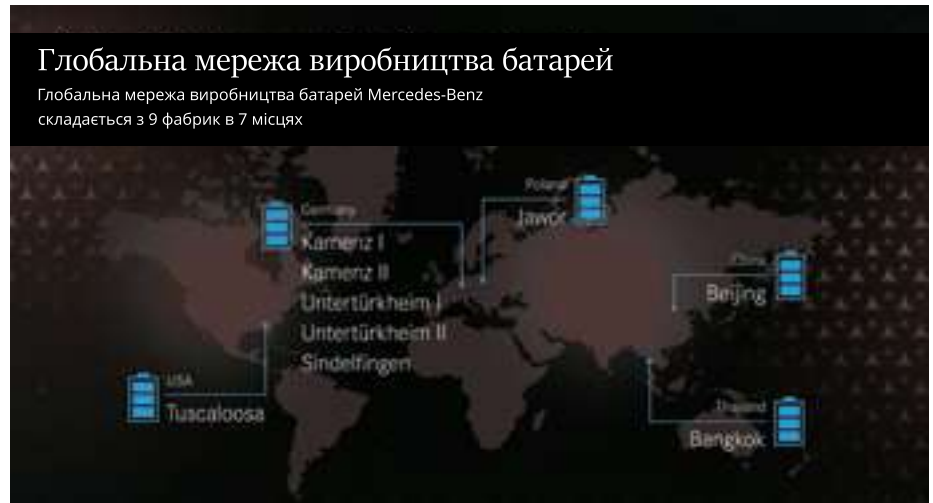 Глобальна мережа виробництва батарей
Глобальна мережа виробництва батарей Mercedes-Benz
складається з 9 фабрик в 7 місцях
Poland
Jawor
Germany
Kamenz I
Kamenz II
Untertürkheim I
Untertürkheim II
Sindelfingen
China
Beijing
USA
Tuscaloosa
Thailand
Bangkok